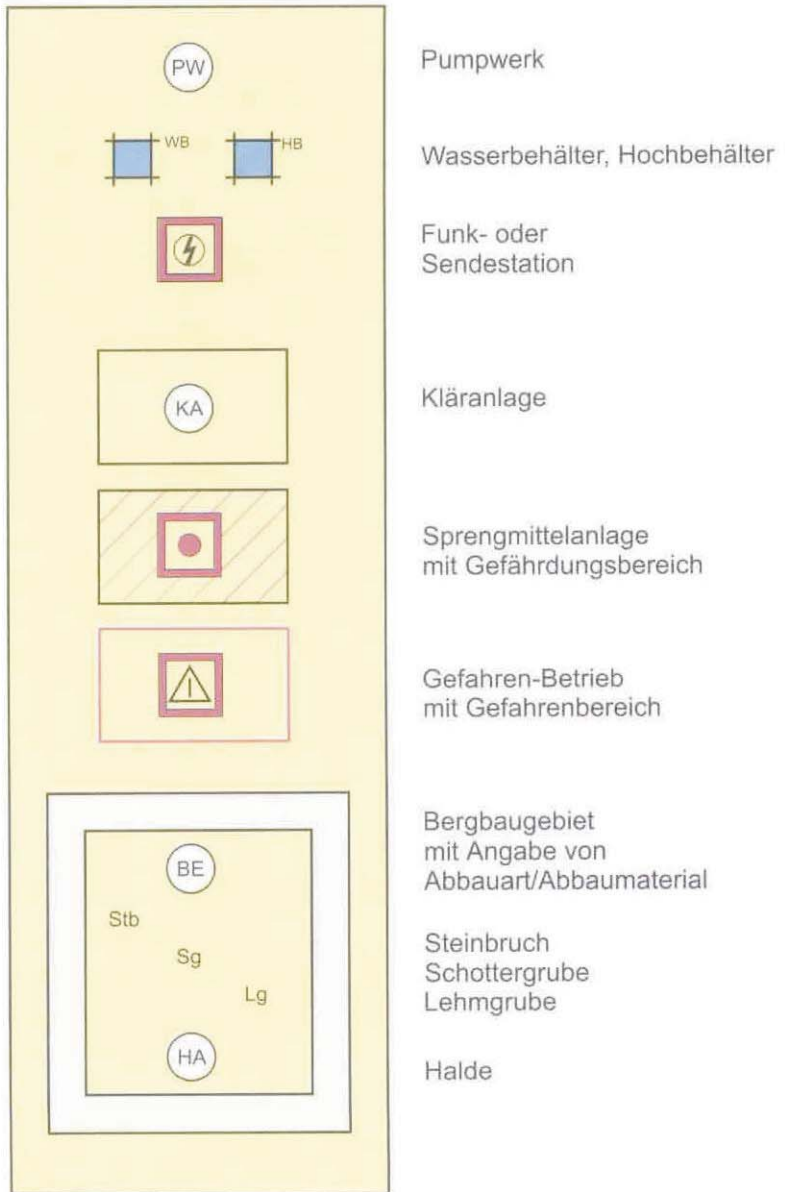 PW
Pumpwerk
WB
HB
Wasserbehälter, Hochbehälter
Funk- oder
Sendestation
KA
Kläranlage
Sprengmittelanlage
mit Gefährdungsbereich
Gefahren-Betrieb
mit Gefahrenbereich
Bergbaugebiet
mit Angabe von
Abbauart/Abbaumaterial
BE
Stb
Steinbruch
Sg
Schottergrube
Lg
Lehmgrube
HA
Halde